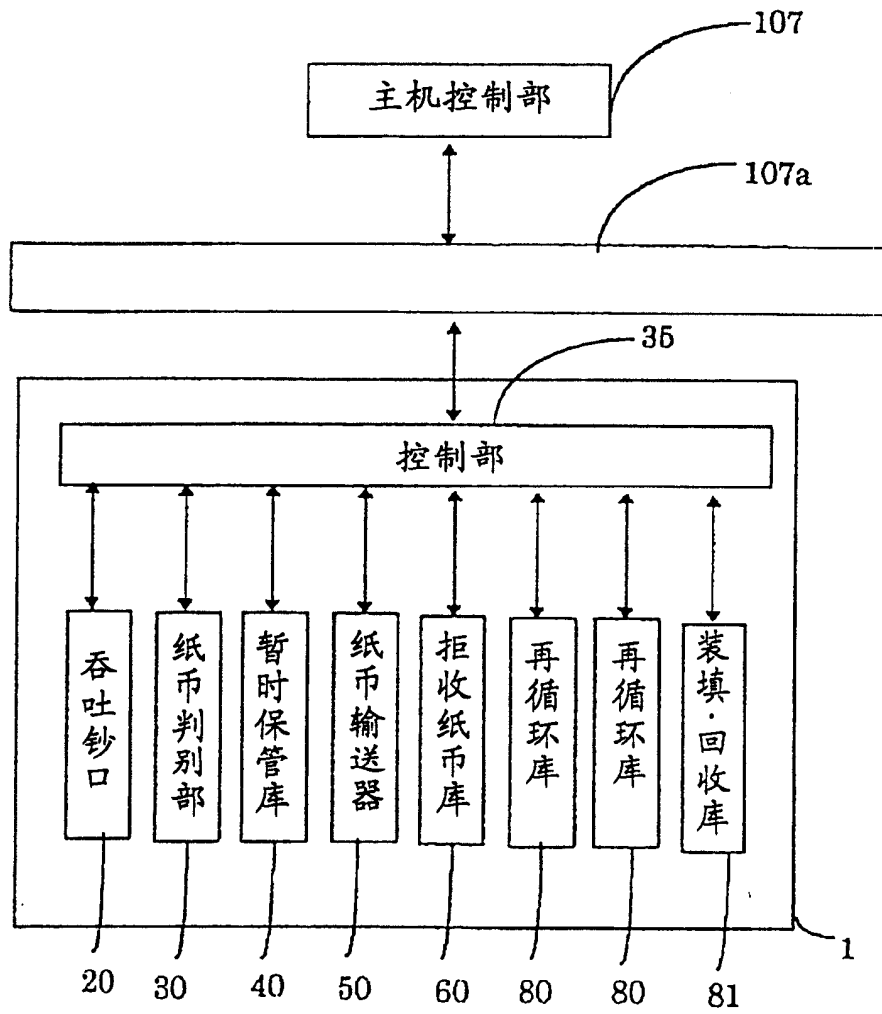 107
主机控制部
107a
35
控制部
吞吐钞口
纸币判别部
暂时保管库
纸币输送器
拒收纸币库
再循环库
再循环库
装填·回收库
1
20
30
40
50
60
80
80
81